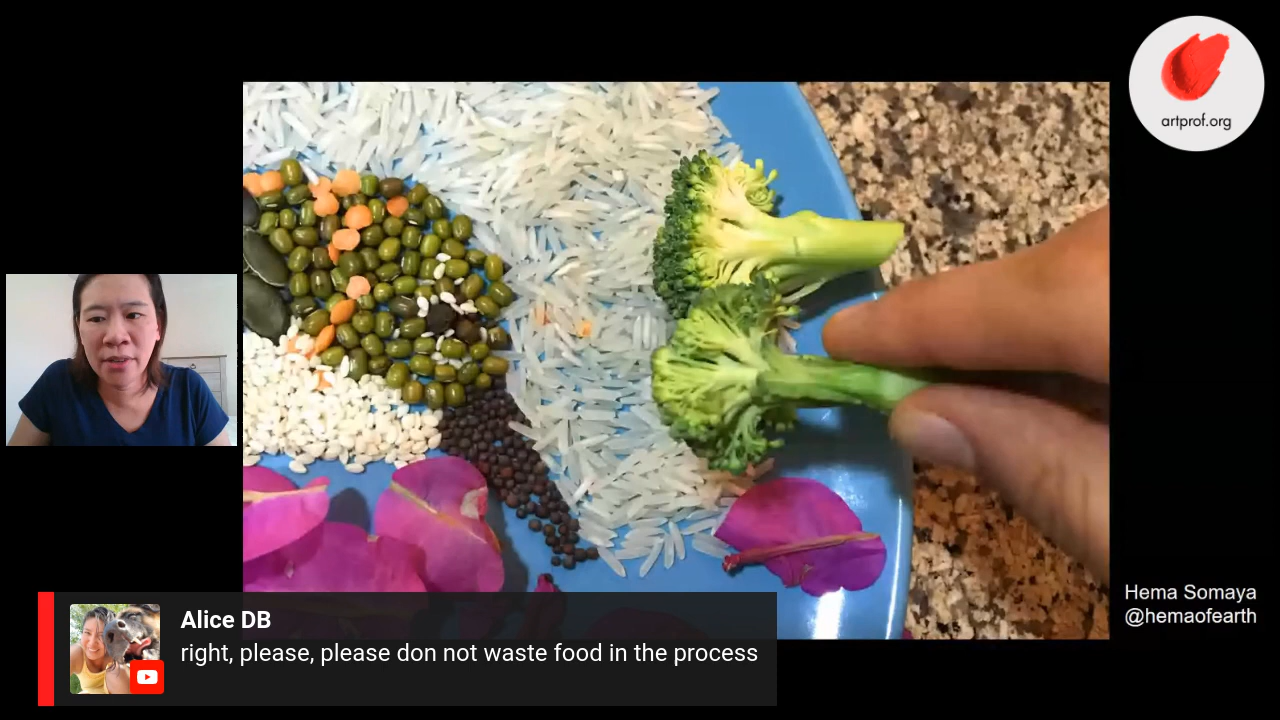 artprof.org
Hema Somaya
@hemaofearth
Alice DB
right, please, please don not waste food in the process